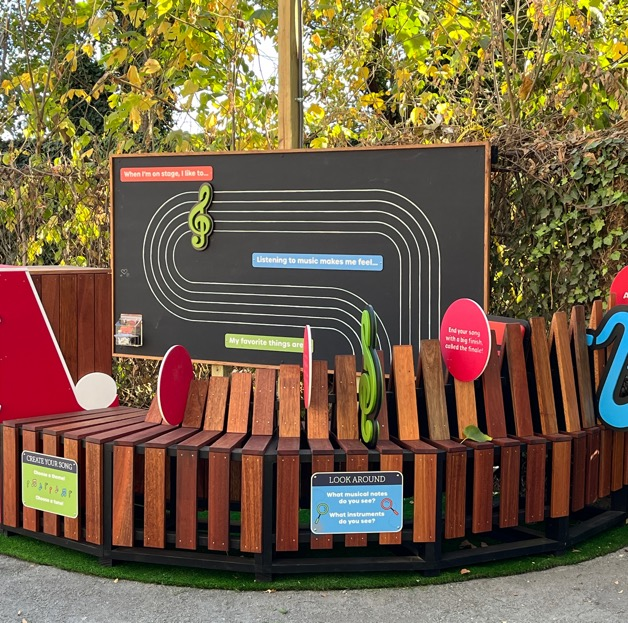 When I'm on stage, I like to...
Listening to music makes me feel...
My favorite things are
End your song
with a big finish,
called the finale!
CREATE YOUR SONG
LOOK AROUND
What musical notes
do you see?
What instruments
do you see?